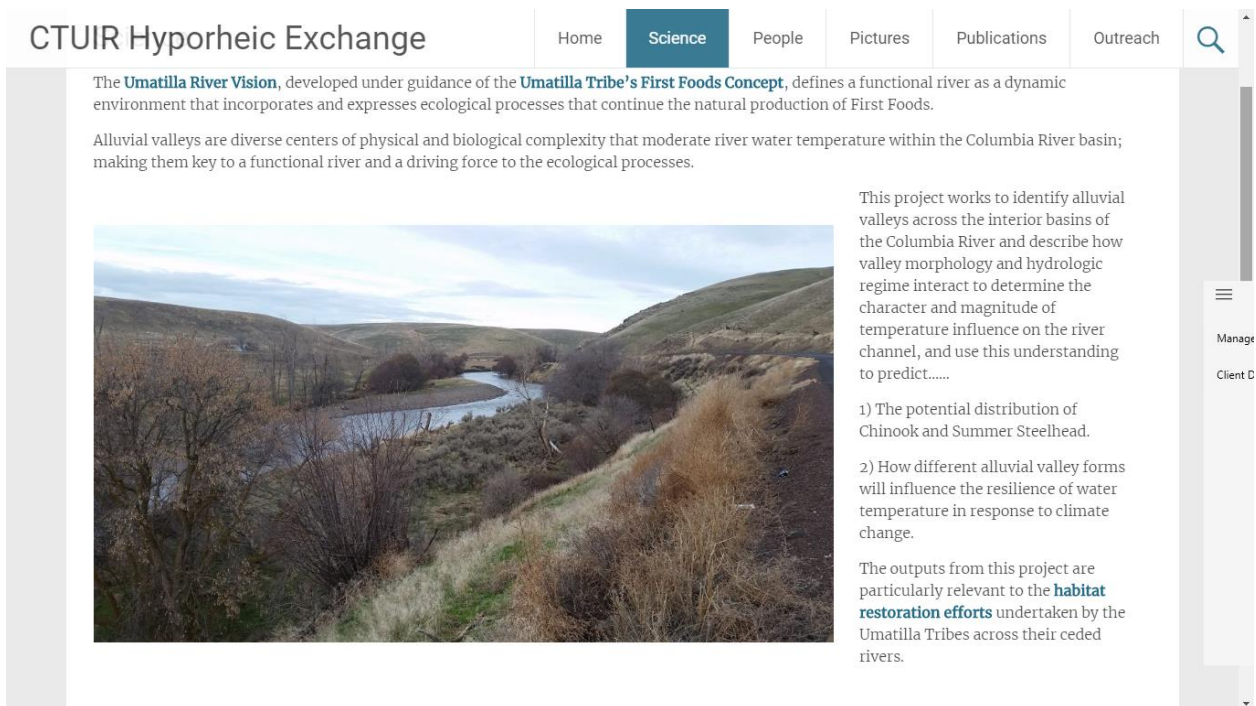 CTUIR Hyporheic Exchange
Home
Science
People
Pictures
Publications
Outreach
The Umatilla River Vision, developed under guidance of the Umatilla Tribe’s First Foods Concept, defines a functional river as a dynamic
environment that incorporates and expresses ecological processes that continue the natural production of First Foods.
Alluvial valleys are diverse centers of physical and biological complexity that moderate river water temperature within the Columbia River basin;
making them key to a functional river and a driving force to the ecological processes.
This project works to identify alluvial
valleys across the interior basins of
the Columbia River and describe how
valley morphology and hydrologic
regime interact to determine the
character and magnitude of
temperature influence on the river
channel, and use this understanding
to predict……
1) The potential distribution of
Chinook and Summer Steelhead.
2) How different alluvial valley forms
will influence the resilience of water
temperature in response to climate
change.
The outputs from this project are
particularly relevant to the habitat
restoration efforts undertaken by the
Umatilla Tribes across their ceded
rivers.
Manage
Client D